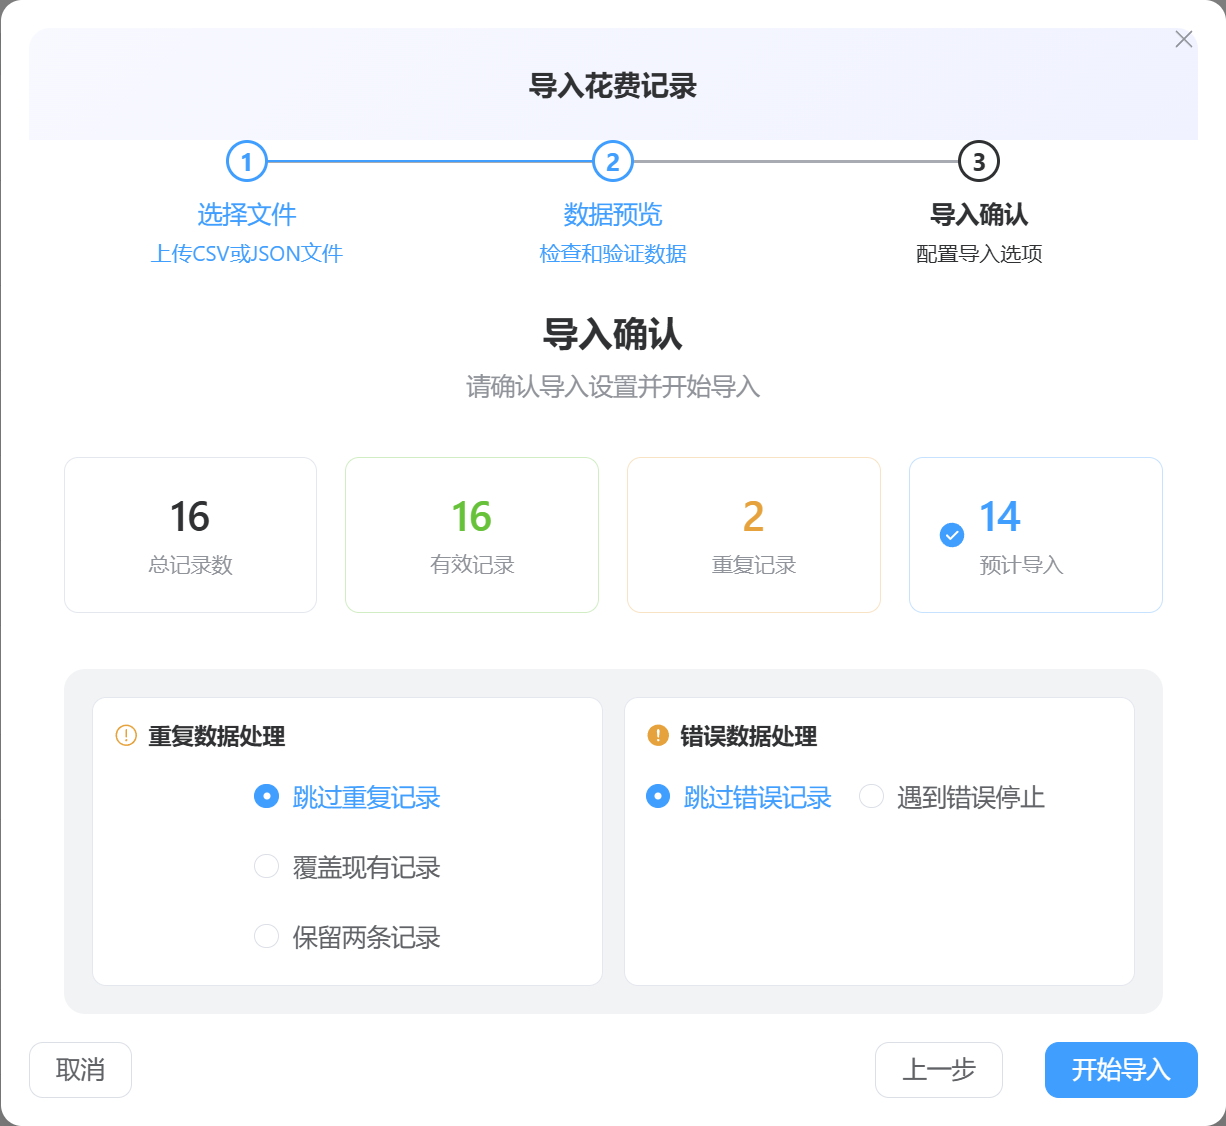 导入花费记录
1
2
3
选择文件
数据预览
导入确认
上传CSV或JSON文件
检查和验证数据
配置导入选项
导入确认
请确认导入设置并开始导入
16
总记录数
16
有效记录
2
重复记录
14
预计导入
重复数据处理
跳过重复记录
覆盖现有记录
保留两条记录
错误数据处理
跳过错误记录
遇到错误停止
取消
上一步
开始导入